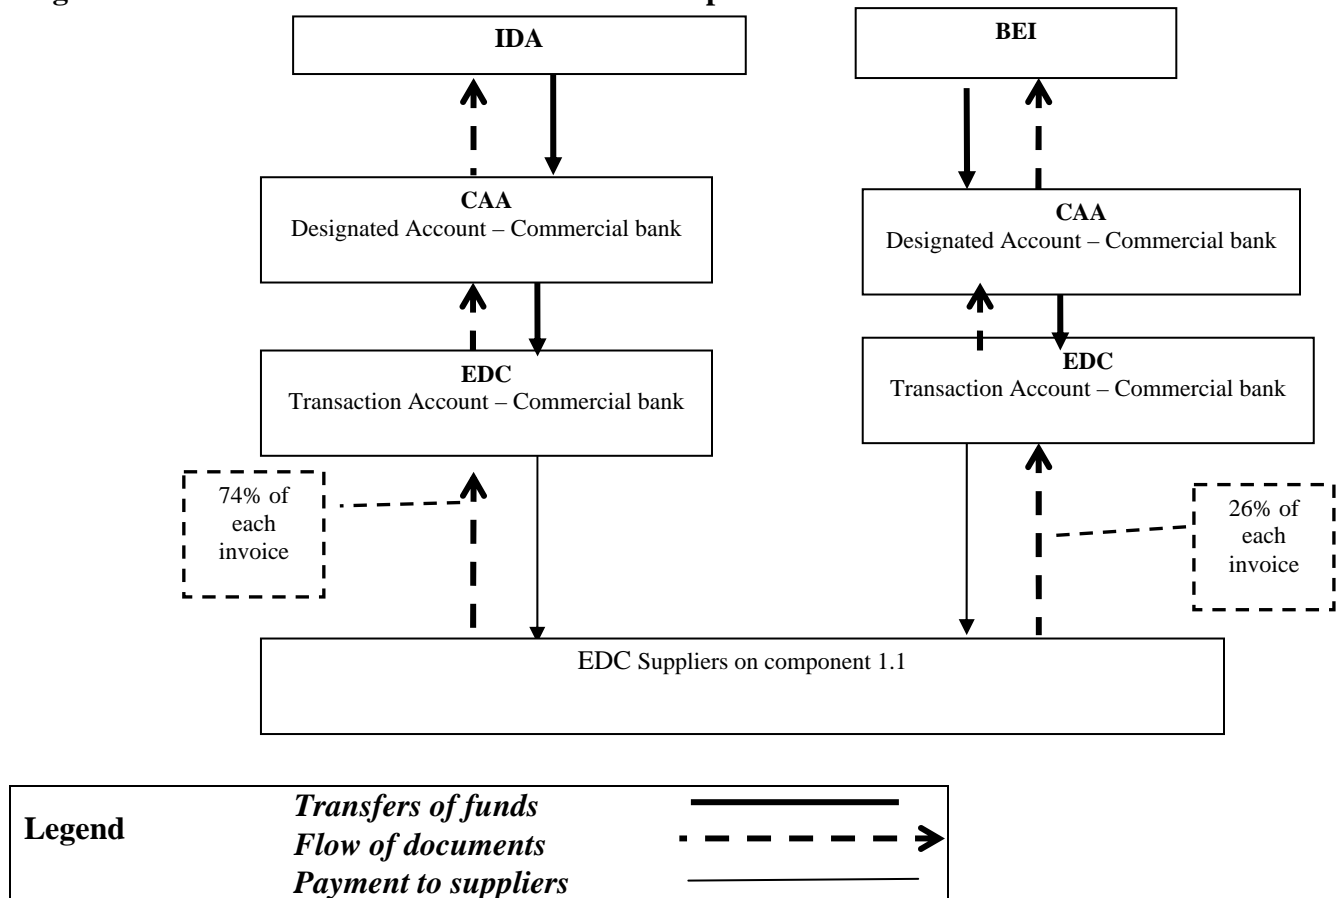 IDA
BEI
CAA
Designated Account – Commercial bank
CAA
Designated Account – Commercial bank
EDC
Transaction Account – Commercial bank
EDC
Transaction Account – Commercial bank
74% of
each
invoice
26% of
each
invoice
EDC Suppliers on component 1.1
Legend
Transfers of funds
Flow of documents
Payment to suppliers